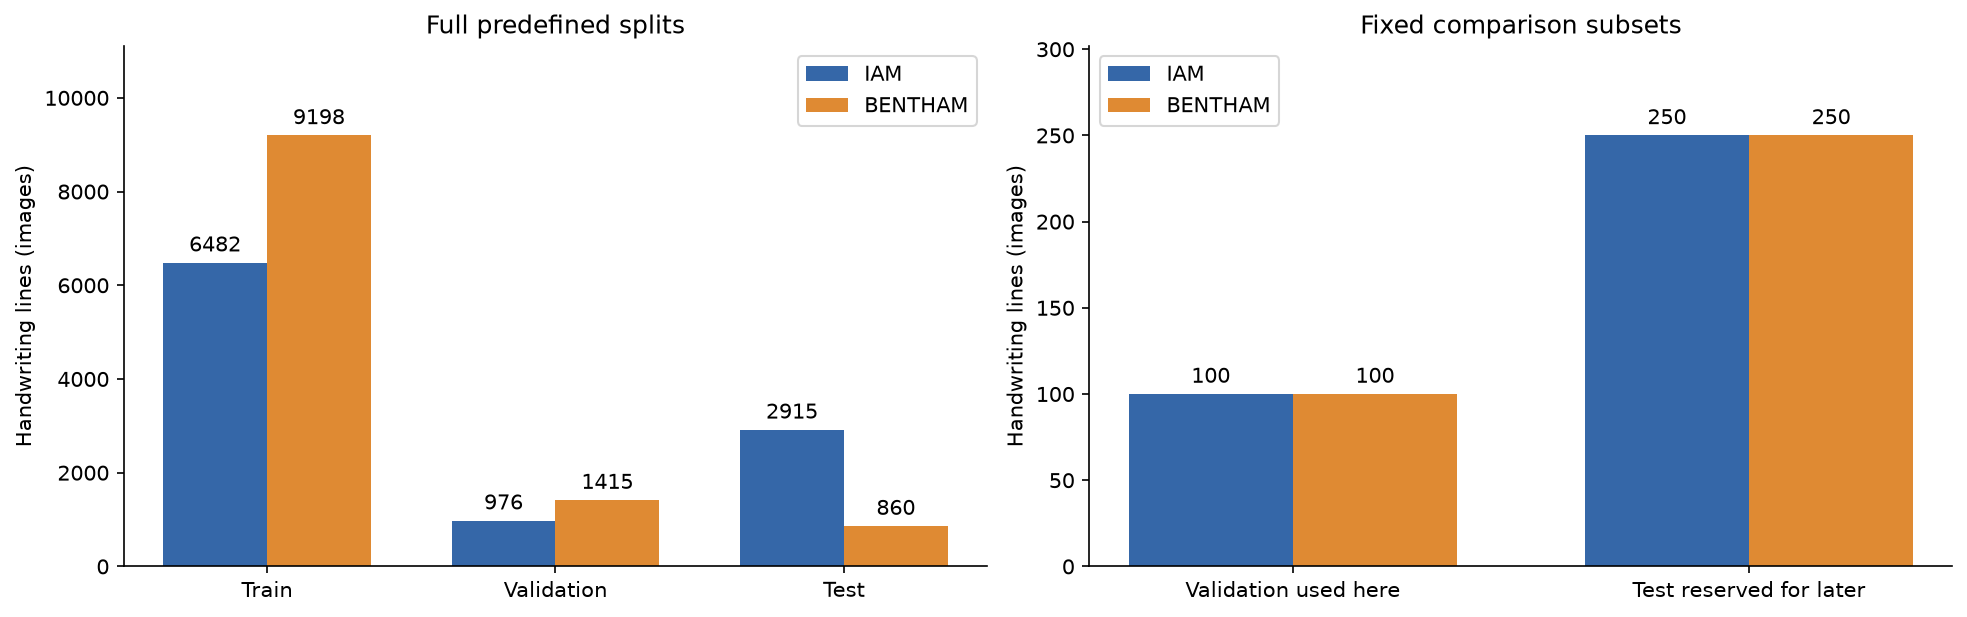 Full predefined splits
Handwriting lines (images)
10000
8000
6000
4000
2000
0
IAM
BENTHAM
6482
9198
976
1415
2915
860
Train
Validation
Test
Fixed comparison subsets
Handwriting lines (images)
300
250
200
150
100
50
0
IAM
BENTHAM
100
100
250
250
Validation used here
Test reserved for later